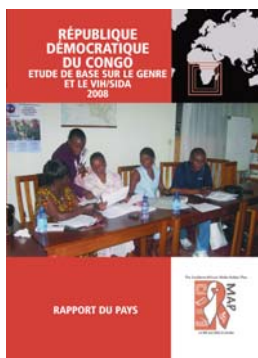 RÉPUBLIQUE
DÉMOCRATIQUE
DU CONGO
ETUDE DE BASE SUR LE GENRE
ET LE VIH/SIDA
2008
RAPPORT DU PAYS
MAP